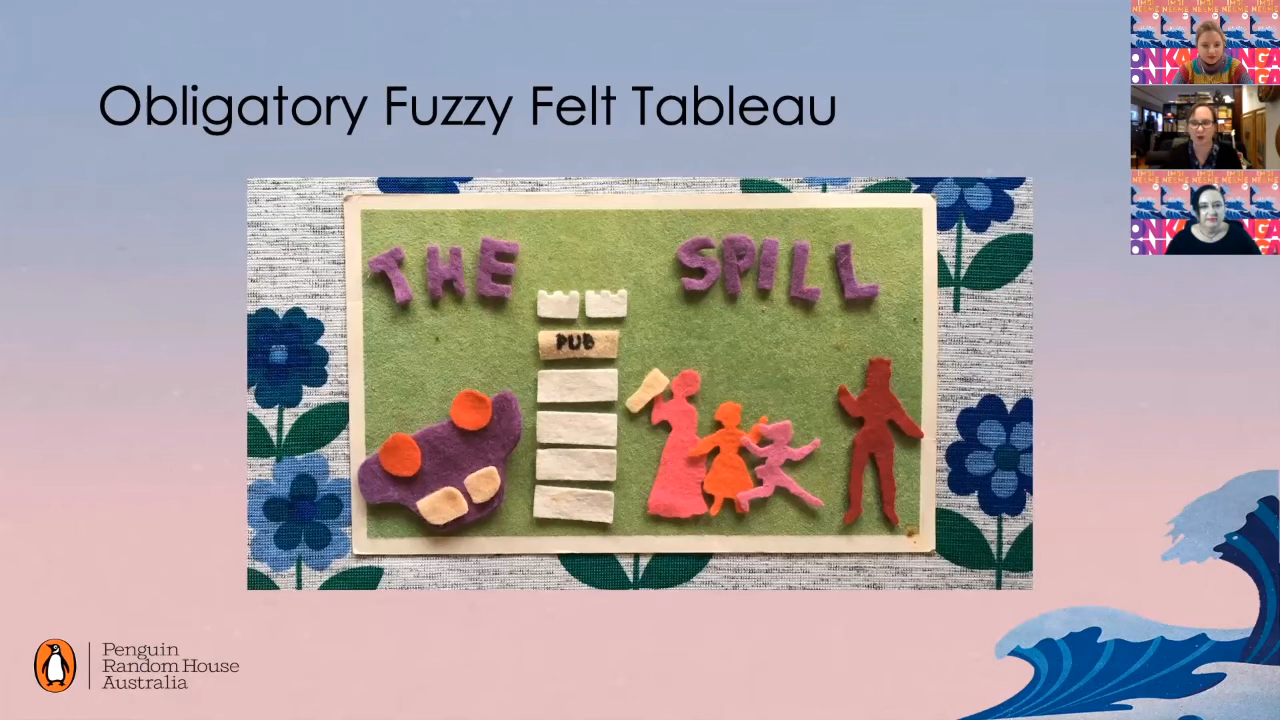 Obligatory Fuzzy Felt Tableau
THE SPILL
PUB
Penguin
Random House
Australia